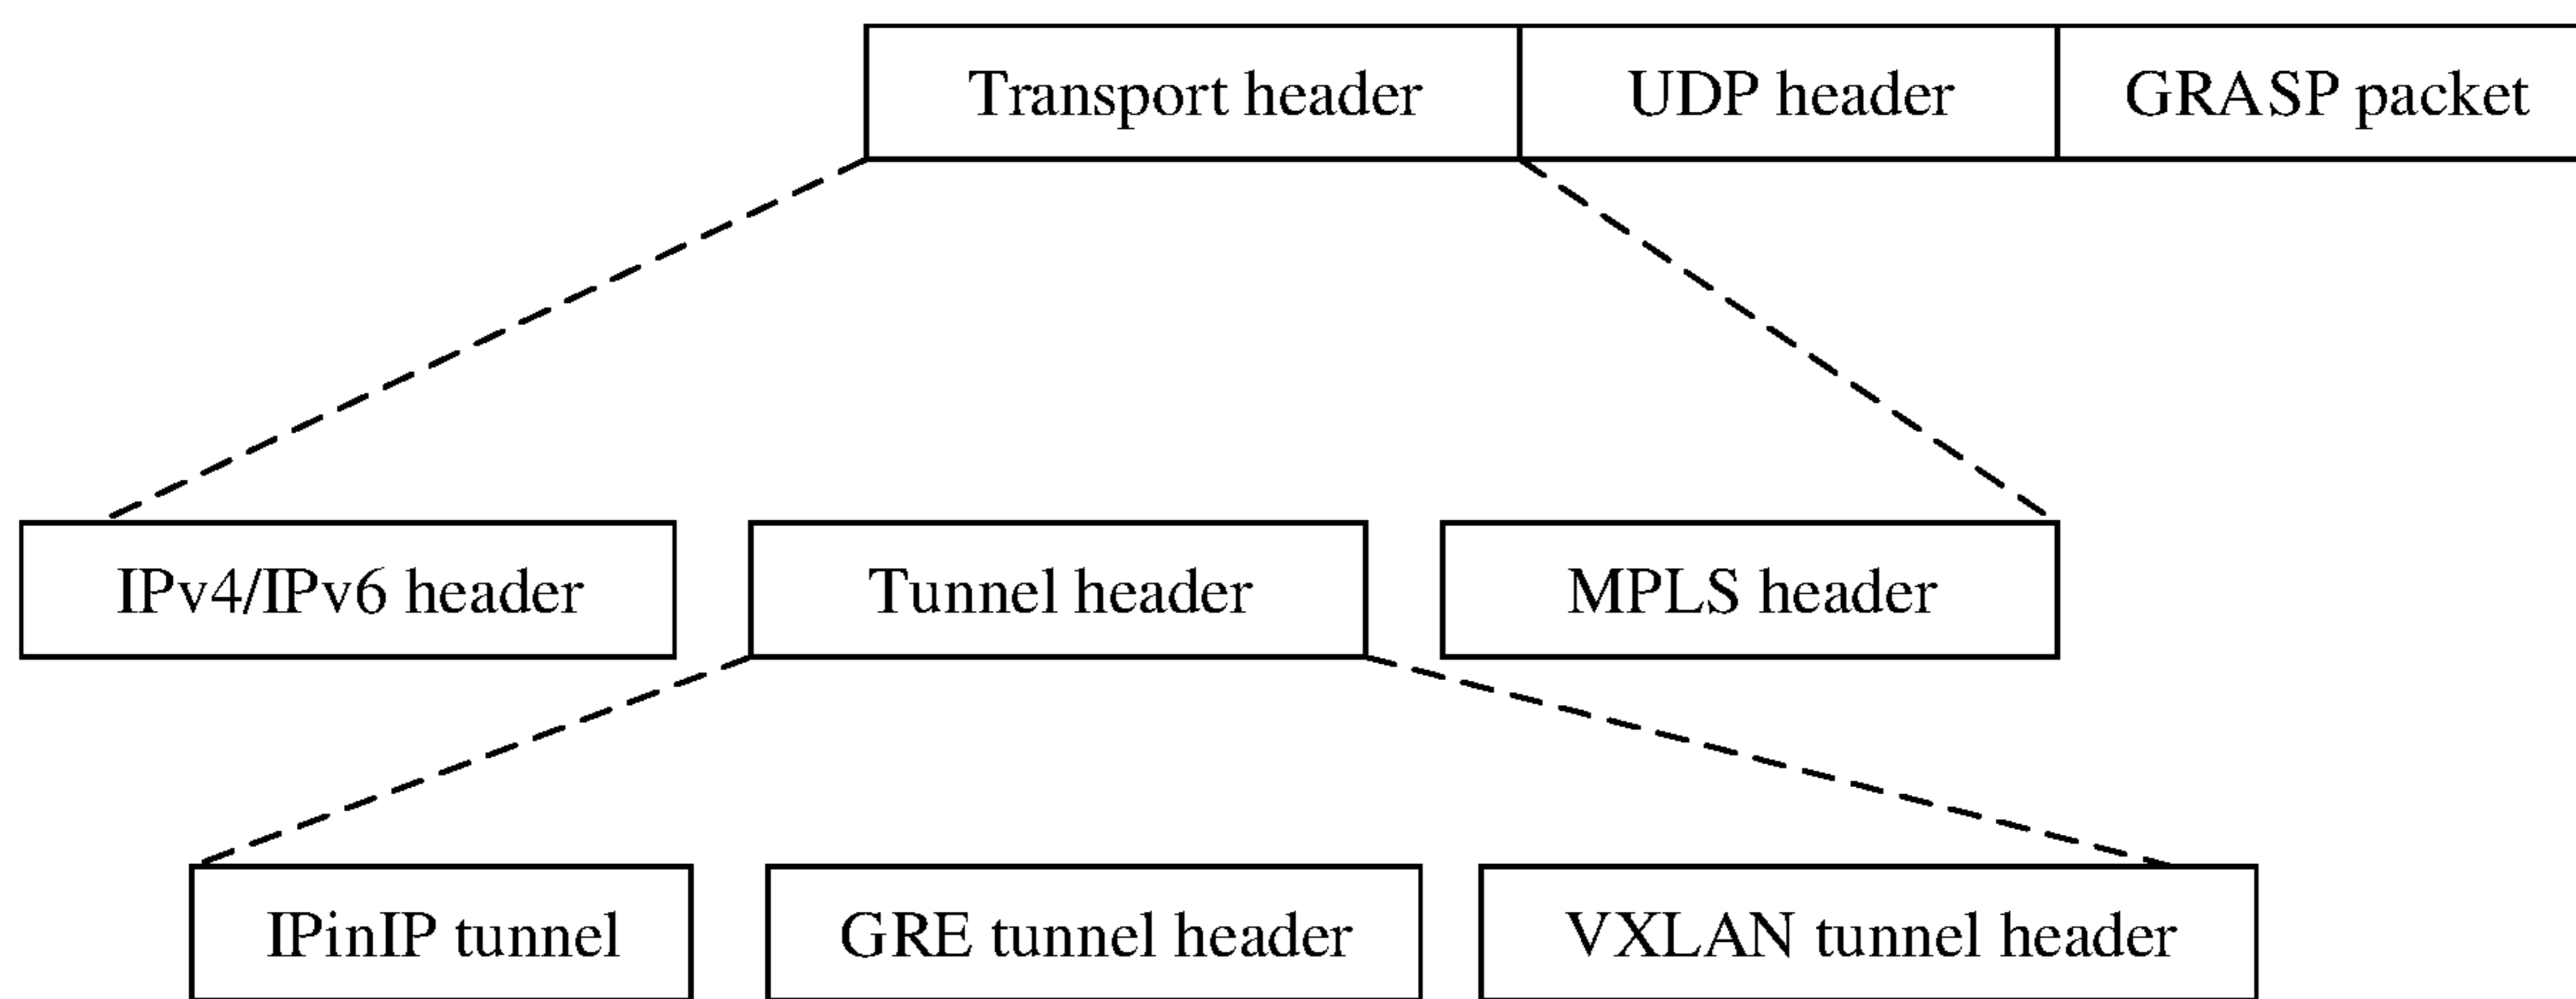 Transport header
UDP header
GRASP packet
IPv4/IPv6 header
Tunnel header
MPLS header
IPinIP tunnel
GRE tunnel header
VXLAN tunnel header